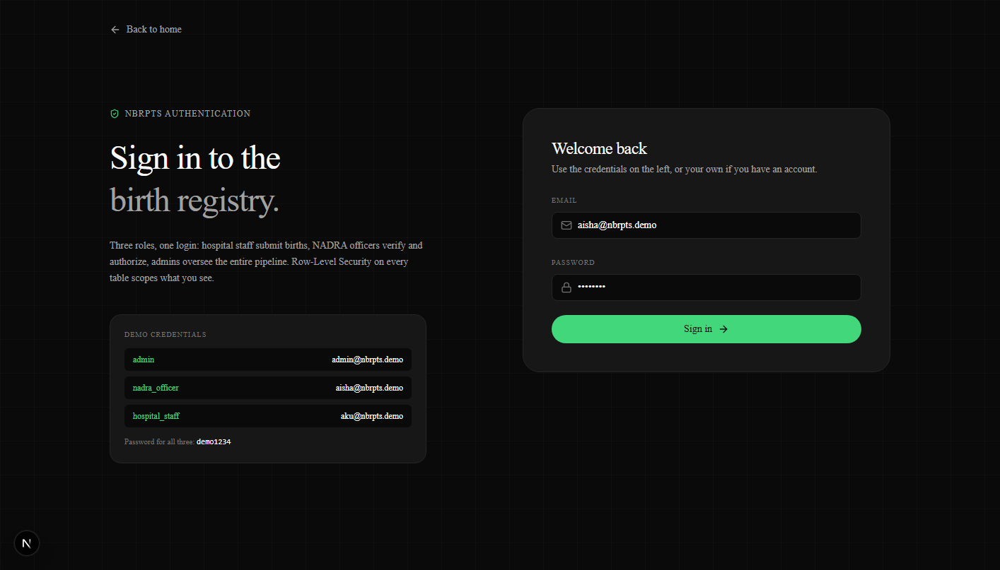 Back to home
NBRPTS AUTHENTICATION
Sign in to the
birth registry.
Three roles, one login: hospital staff submit births, NADRA officers verify and
authorize, admins oversee the entire pipeline. Row-Level Security on every
table scopes what you see.
DEMO CREDENTIALS
admin admin@nbrpts.demo
nadra_officer aisha@nbrpts.demo
hospital_staff aku@nbrpts.demo
Password for all three: demo1234
Welcome back
Use the credentials on the left, or your own if you have an account.
EMAIL
aisha@nbrpts.demo
PASSWORD
••••••••
Sign in
N